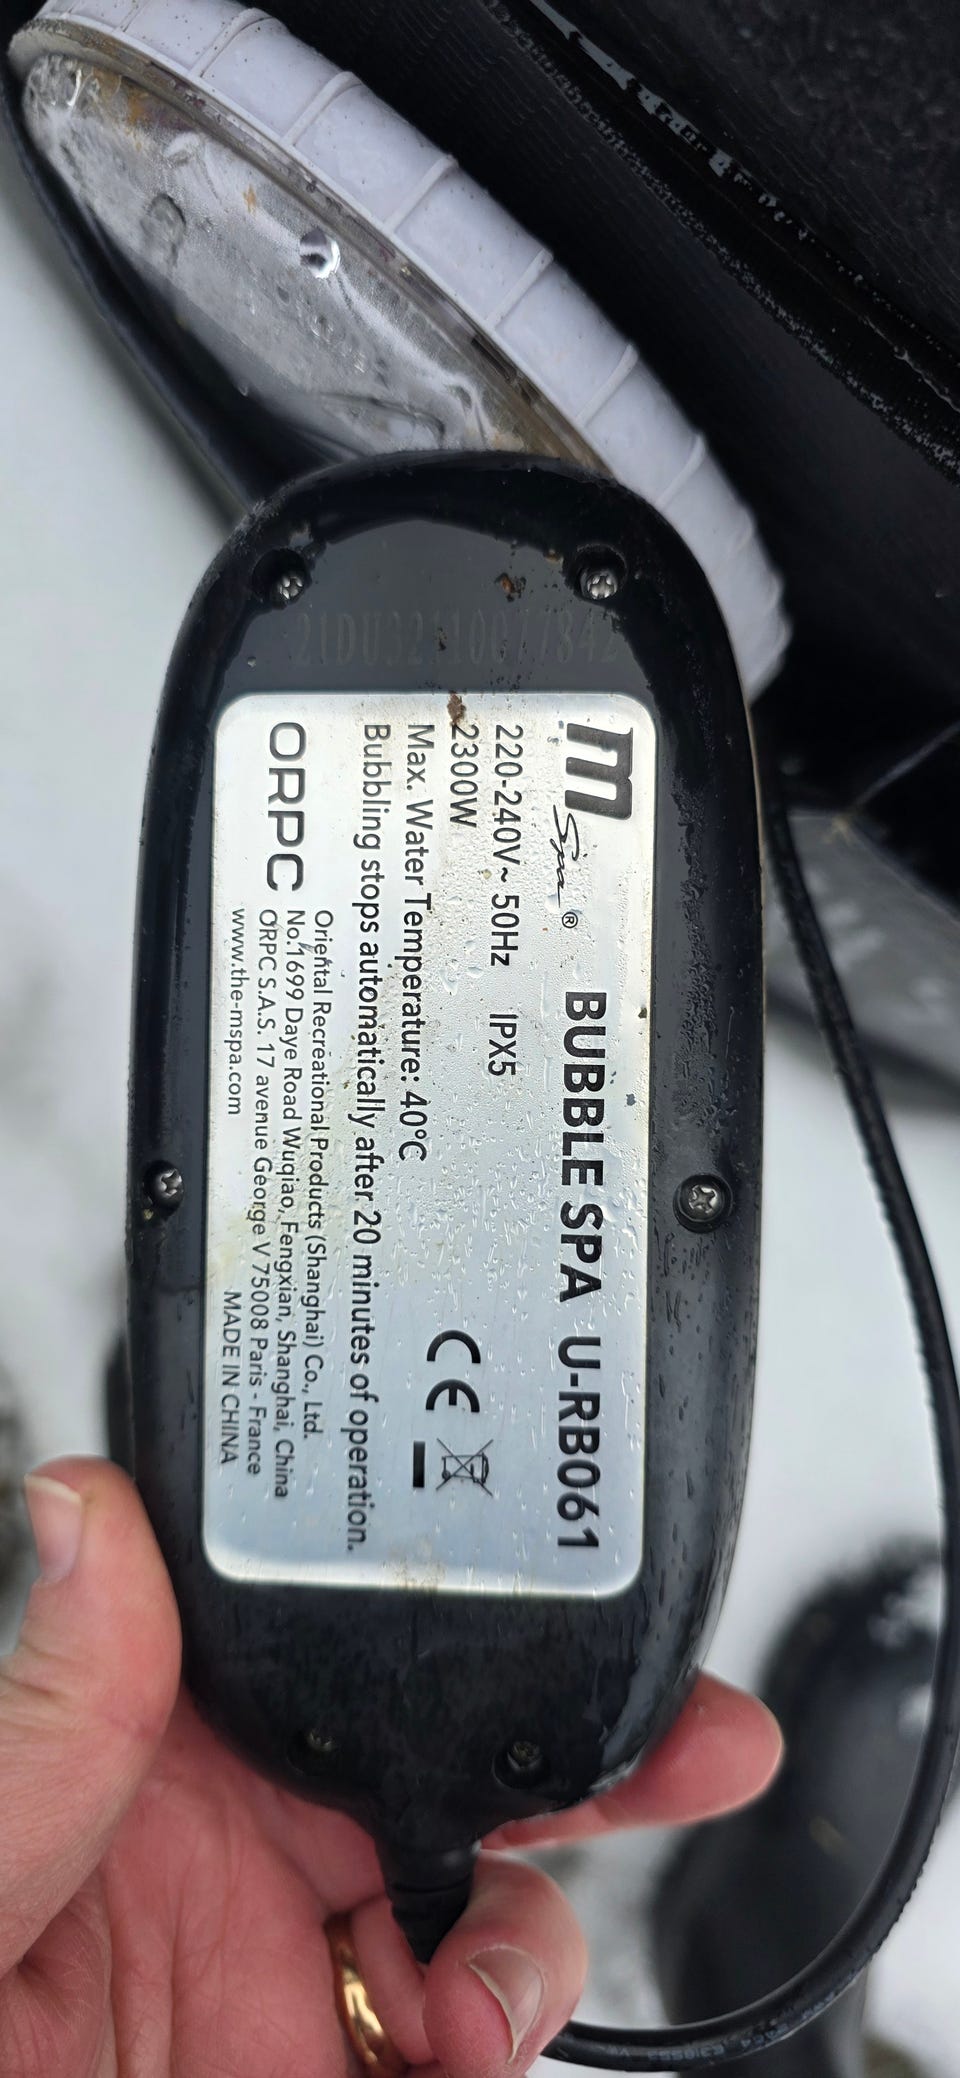 M Spa® BUBBLE SPA U-RB061
220-240V~ 50Hz IPX5
2300W
Max. Water Temperature: 40°C
Bubbling stops automatically after 20 minutes of operation.
CE
ORPC
Oriental Recreational Products (Shanghai) Co., Ltd.
No.1699 Daye Road Wuqiao, Fengxian, Shanghai, China
ORPC S.A.S. 17 avenue George V 75008 Paris - France
www.the-mspa.com MADE IN CHINA